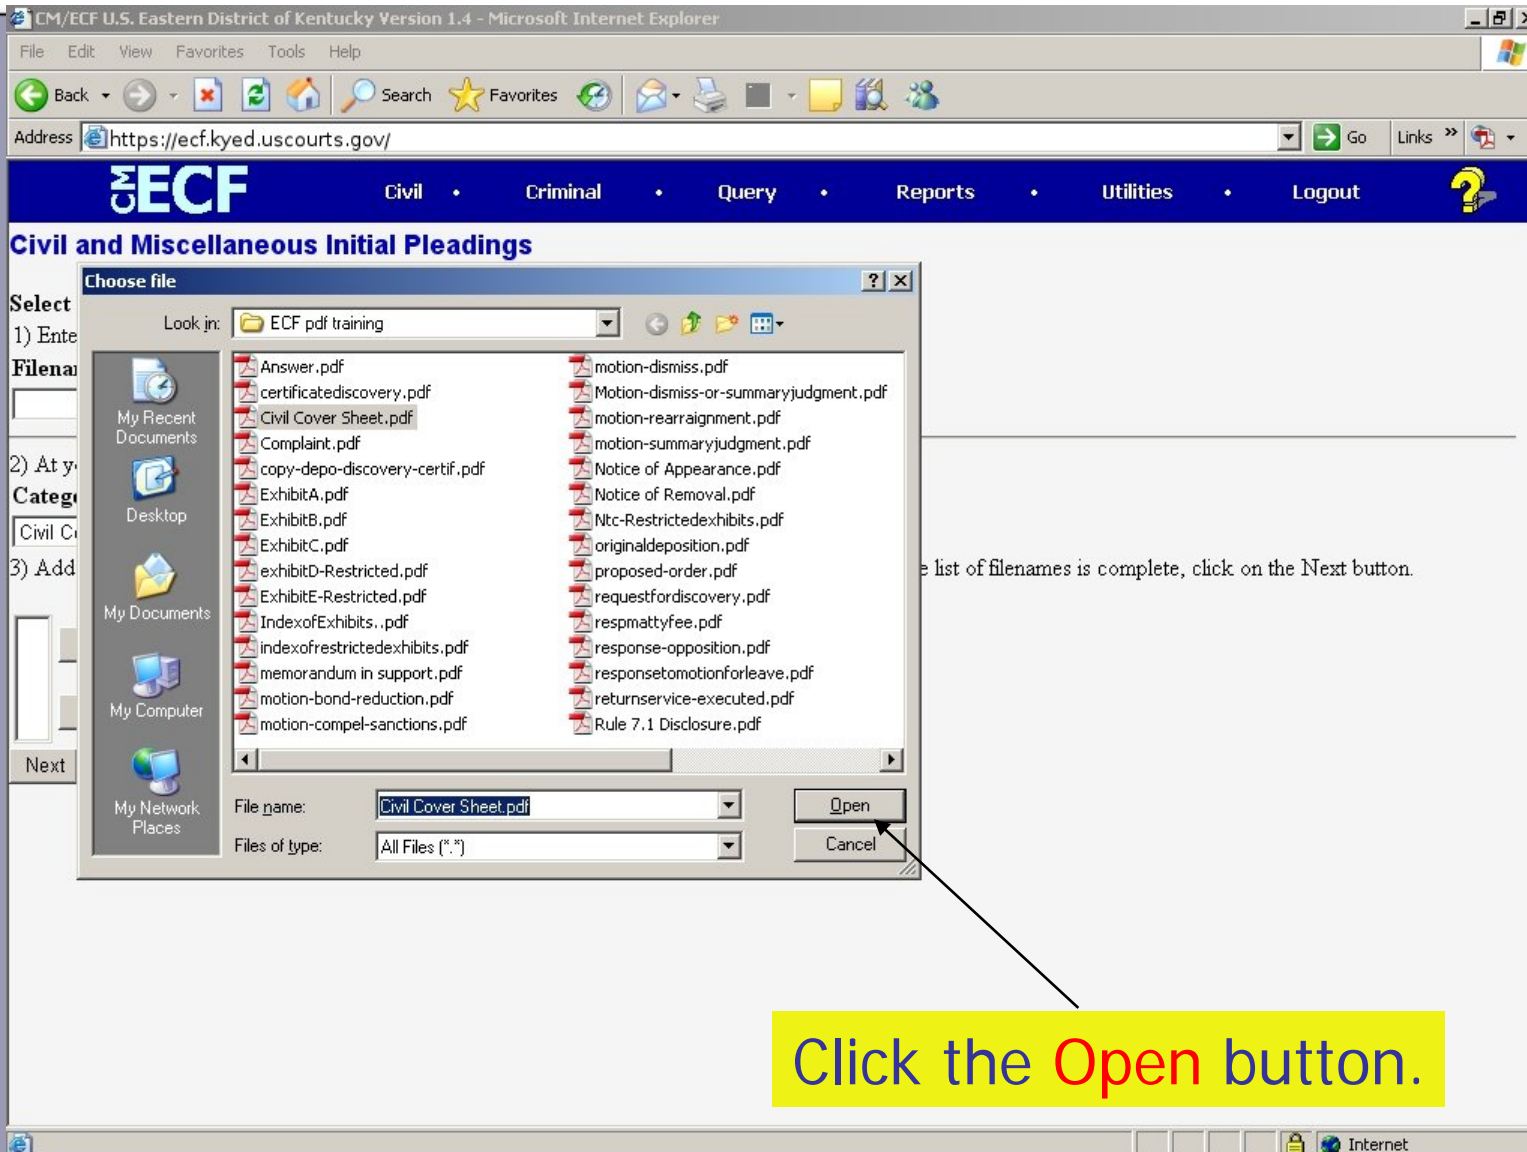 CM/ECF U.S. Eastern District of Kentucky Version 1.4 - Microsoft Internet Explorer
File Edit View Favorites Tools Help
Back Search Favorites
Address https://ecf.kyed.uscourts.gov/ Go Links »
CM ECF Civil • Criminal • Query • Reports • Utilities • Logout ?
Civil and Miscellaneous Initial Pleadings
Choose file
Select
Look in: ECF pdf training
1) Ente
Filena
My Recent Documents
Desktop
My Documents
My Computer
My Network Places
Answer.pdf
certificatediscovery.pdf
Civil Cover Sheet.pdf
Complaint.pdf
copy-depo-discovery-certif.pdf
ExhibitA.pdf
ExhibitB.pdf
ExhibitC.pdf
exhibitD-Restricted.pdf
ExhibitE-Restricted.pdf
IndexofExhibits..pdf
indexofrestrictedexhibits.pdf
memorandum in support.pdf
motion-bond-reduction.pdf
motion-compel-sanctions.pdf
motion-dismiss.pdf
Motion-dismiss-or-summaryjudgment.pdf
motion-rearraignment.pdf
motion-summaryjudgment.pdf
Notice of Appearance.pdf
Notice of Removal.pdf
Ntc-Restrictedexhibits.pdf
originaldeposition.pdf
proposed-order.pdf
requestfordiscovery.pdf
respmattyfee.pdf
response-opposition.pdf
responsetomotionforleave.pdf
returnservice-executed.pdf
Rule 7.1 Disclosure.pdf
2) At y
Catego
Civil C
3) Add
e list of filenames is complete, click on the Next button.
Next
File name: Civil Cover Sheet.pdf Open
Files of type: All Files (*.*) Cancel
Click the Open button.
Internet